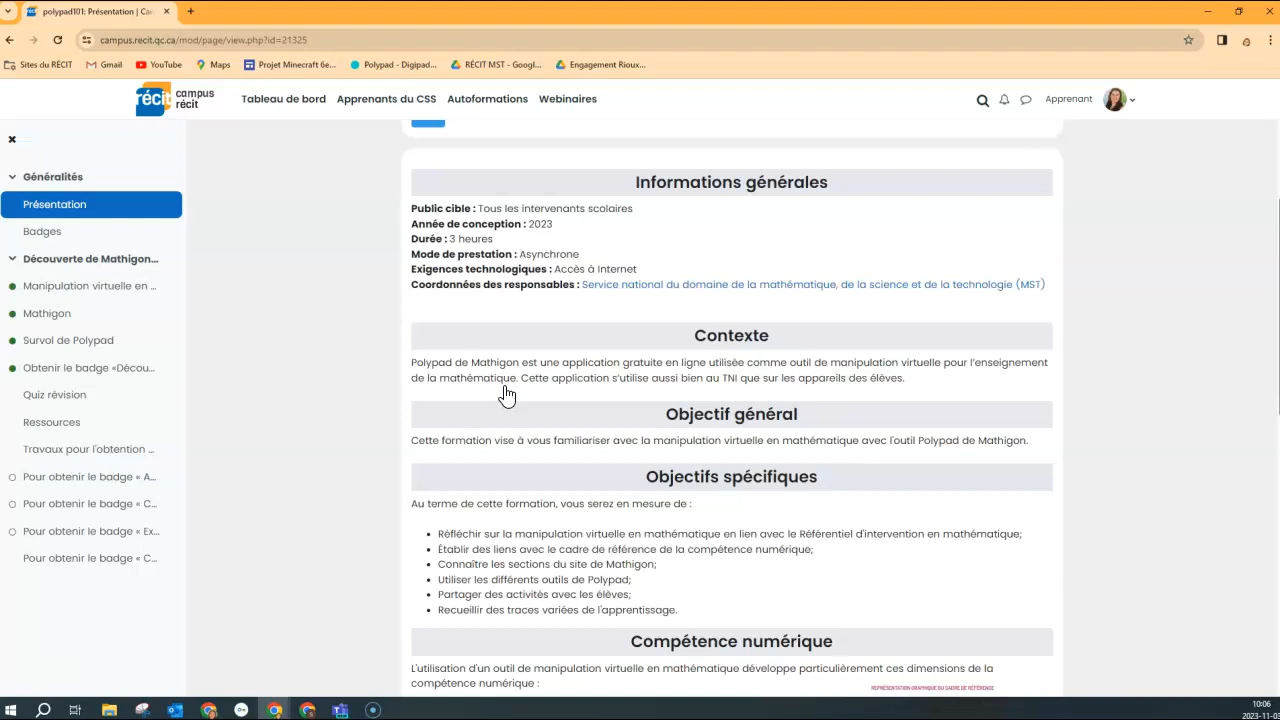 polypad101: Présentation | Ca
campus.recit.qc.ca/mod/page/view.php?id=21325
Sites du RÉCIT
Gmail
YouTube
Maps
Projet Minecraft 6e...
Polypad - Digipad...
RÉCIT MST - Googl...
Engagement Rioux...
récit campus récit
Tableau de bord
Apprenants du CSS
Autoformations
Webinaires
Apprenant
Généralités
Présentation
Badges
Découverte de Mathigon...
Manipulation virtuelle en ...
Mathigon
Survol de Polypad
Obtenir le badge «Décou...
Quiz révision
Ressources
Travaux pour l'obtention ...
Pour obtenir le badge « A...
Pour obtenir le badge « C...
Pour obtenir le badge « Ex...
Pour obtenir le badge « C...
Informations générales
Public cible : Tous les intervenants scolaires
Année de conception : 2023
Durée : 3 heures
Mode de prestation : Asynchrone
Exigences technologiques : Accès à Internet
Coordonnées des responsables : Service national du domaine de la mathématique, de la science et de la technologie (MST)
Contexte
Polypad de Mathigon est une application gratuite en ligne utilisée comme outil de manipulation virtuelle pour l'enseignement
de la mathématique. Cette application s'utilise aussi bien au TNI que sur les appareils des élèves.
Objectif général
Cette formation vise à vous familiariser avec la manipulation virtuelle en mathématique avec l'outil Polypad de Mathigon.
Objectifs spécifiques
Au terme de cette formation, vous serez en mesure de :
Réfléchir sur la manipulation virtuelle en mathématique en lien avec le Référentiel d'intervention en mathématique;
Établir des liens avec le cadre de référence de la compétence numérique;
Connaître les sections du site de Mathigon;
Utiliser les différents outils de Polypad;
Partager des activités avec les élèves;
Recueillir des traces variées de l'apprentissage.
Compétence numérique
L'utilisation d'un outil de manipulation virtuelle en mathématique développe particulièrement ces dimensions de la
compétence numérique :
REPRÉSENTATION GRAPHIQUE DU CADRE DE RÉFÉRENCE
10:06
2023-11-03